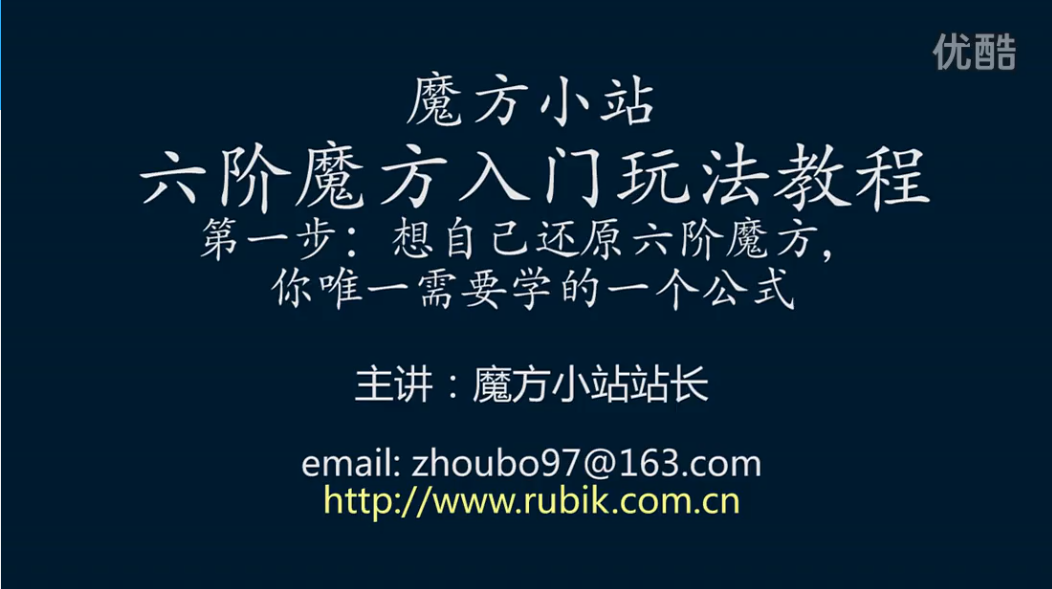 优酷
魔方小站
六阶魔方入门玩法教程
第一步：想自己还原六阶魔方，
你唯一需要学的一个公式
主讲：魔方小站站长
email: zhoubo97@163.com
http://www.rubik.com.cn